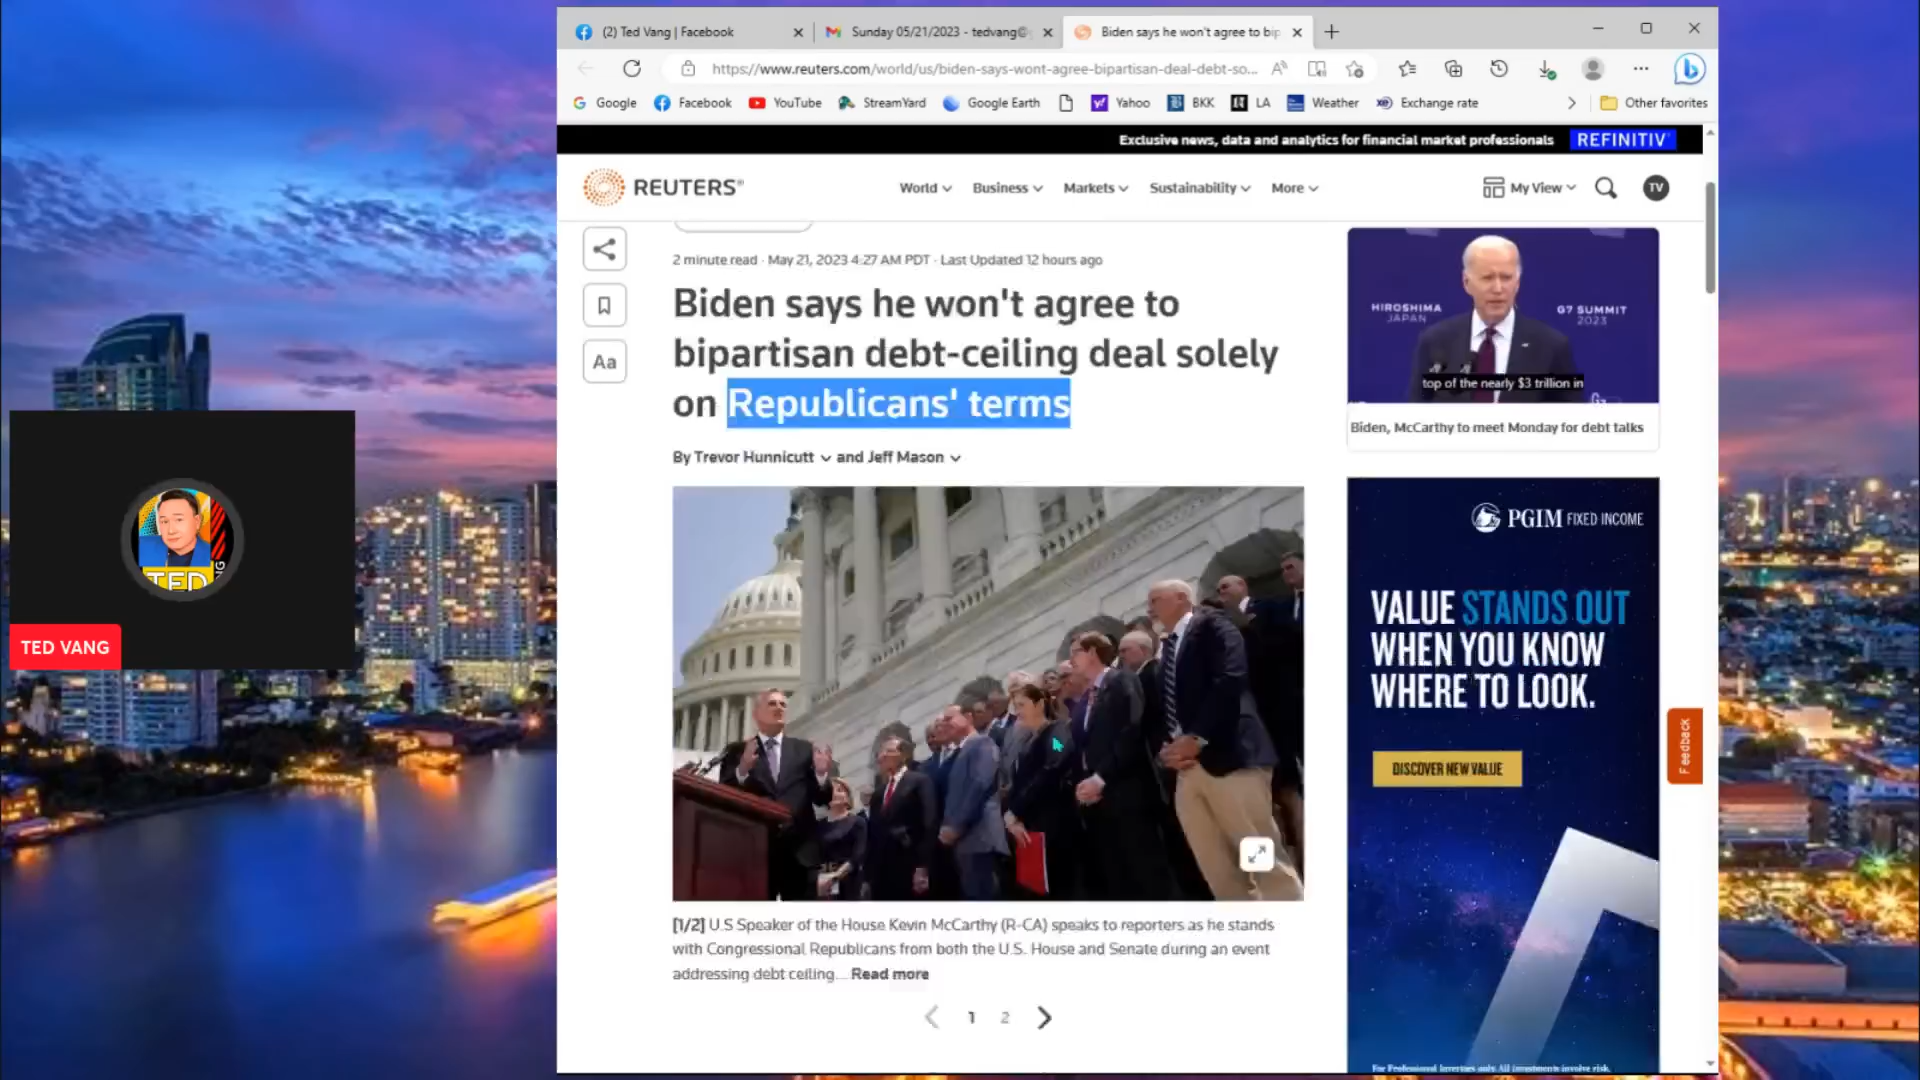 (2) Ted Vang | Facebook
Sunday 05/21/2023 - tedvang@
Biden says he won't agree to bip
https://www.reuters.com/world/us/biden-says-wont-agree-bipartisan-deal-debt-so...
Google
Facebook
YouTube
StreamYard
Google Earth
Yahoo
BKK
LA
Weather
Exchange rate
Other favorites
Exclusive news, data and analytics for financial market professionals
REFINITIV
REUTERS®
World
Business
Markets
Sustainability
More
My View
TV
2 minute read · May 21, 2023 4:27 AM PDT · Last Updated 12 hours ago
Aa
Biden says he won't agree to
bipartisan debt-ceiling deal solely
on Republicans' terms
By Trevor Hunnicutt and Jeff Mason
HIROSHIMA
JAPAN
G7 SUMMIT
2023
top of the nearly $3 trillion in
Biden, McCarthy to meet Monday for debt talks
PGIM FIXED INCOME
VALUE STANDS OUT
WHEN YOU KNOW
WHERE TO LOOK.
DISCOVER NEW VALUE
Feedback
For Professional Investors only. All investments involve risk.
[1/2] U.S Speaker of the House Kevin McCarthy (R-CA) speaks to reporters as he stands
with Congressional Republicans from both the U.S. House and Senate during an event
addressing debt ceiling... Read more
1 2
TED
TED VANG